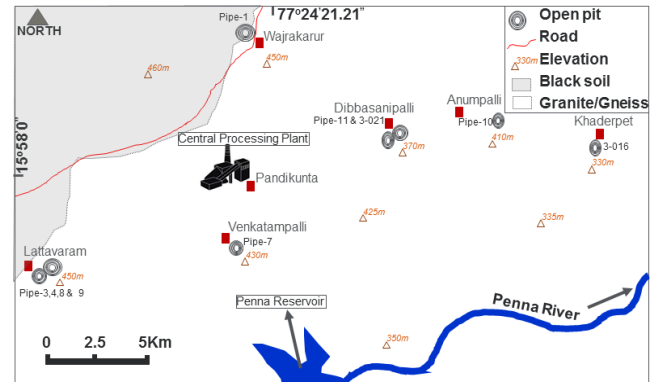 NORTH
Pipe-1
77°24'21.21"
Wajrakarur
450m
460m
Open pit
Road
330m Elevation
Black soil
Granite/Gneiss
15°58'0"
Dibbasanipalli
Pipe-11 & 3-021
370m
Anumpalli
Pipe-10
410m
Khaderpet
3-016
330m
Central Processing Plant
Pandikunta
425m
335m
Venkatampalli
Pipe-7
430m
Lattavaram
450m
Pipe-3,4,8 & 9
Penna Reservoir
Penna River
350m
0 2.5 5Km